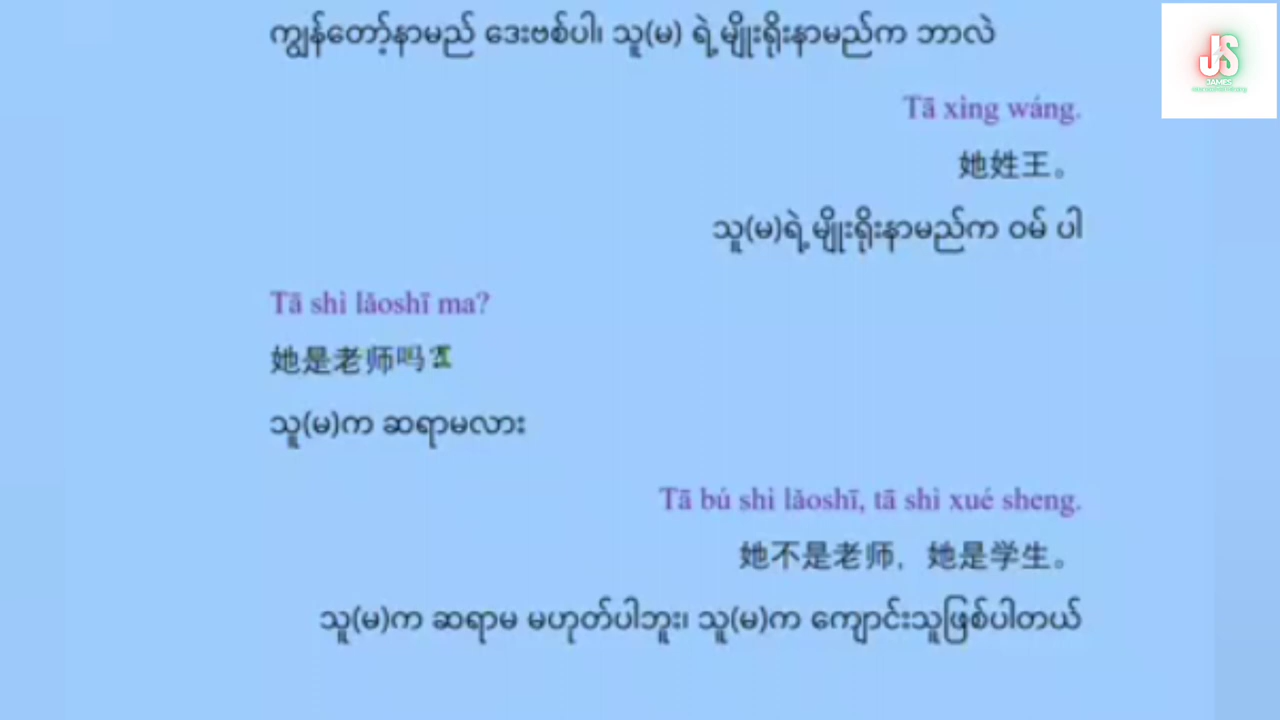 ကျွန်တော့်နာမည် ဒေးဗစ်ပါ၊ သူ(မ) ရဲ့မျိုးရိုးနာမည်က ဘာလဲ
JS
JAMES
Tā xìng wáng.
她姓王。
သူ(မ)ရဲ့မျိုးရိုးနာမည်က ဝမ် ပါ
Tā shì lǎoshī ma?
她是老师吗
သူ(မ)က ဆရာမလား
Tā bú shì lǎoshī, tā shì xué sheng.
她不是老师，她是学生。
သူ(မ)က ဆရာမ မဟုတ်ပါဘူး၊ သူ(မ)က ကျောင်းသူဖြစ်ပါတယ်